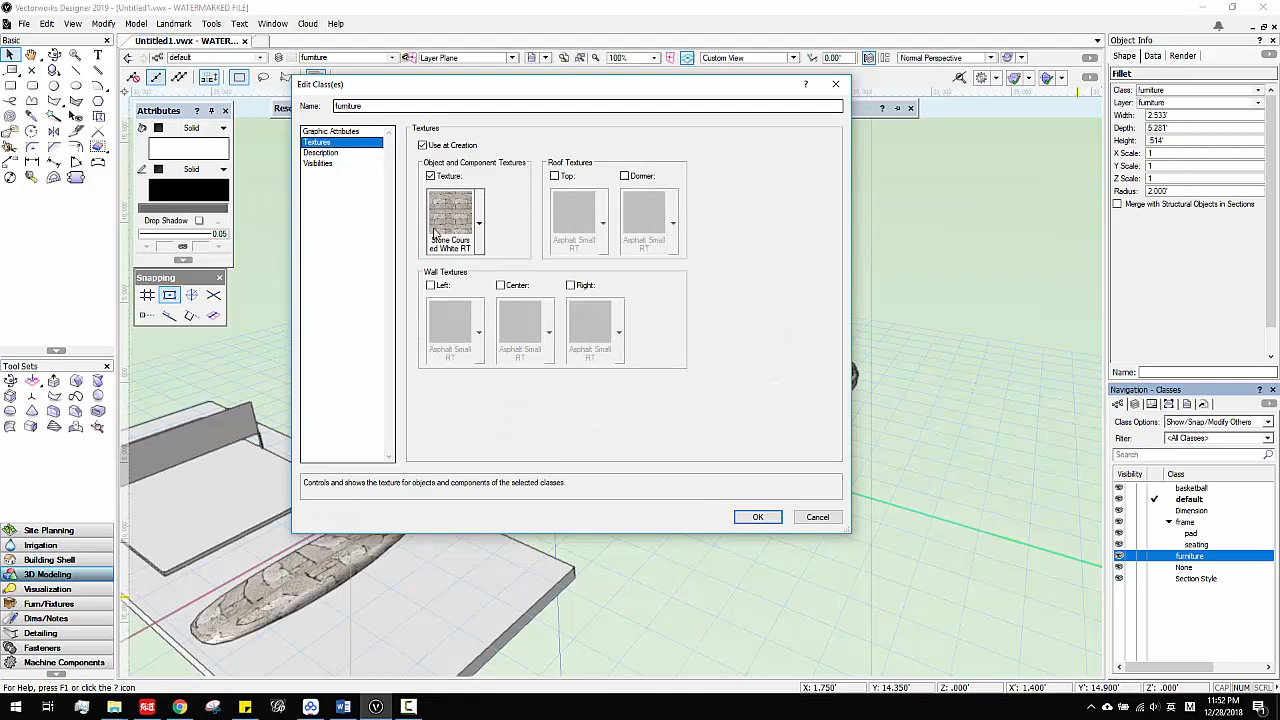 Vectorworks Designer 2019 - [Untitled1.vwx - WATERMARKED FILE]
File Edit View Modify Model Landmark Tools Text Window Cloud Help
Basic
Untitled1.vwx - WATER...
default
furniture
Layer Plane
100%
Custom View
0.00°
Normal Perspective
Attributes
Solid
Solid
Drop Shadow
0.05
Snapping
Tool Sets
Site Planning
Irrigation
Building Shell
3D Modeling
Visualization
Furn/Fixtures
Dims/Notes
Detailing
Fasteners
Machine Components
Edit Class(es)
Name: furniture
Graphic Attributes
Textures
Description
Visibilities
Textures
Use at Creation
Object and Component Textures
Texture:
Stone Cours
ed White RT
Roof Textures
Top: Dormer:
Asphalt Small
RT
Asphalt Small
RT
Wall Textures
Left: Center: Right:
Asphalt Small
RT
Asphalt Small
RT
Asphalt Small
RT
Controls and shows the texture for objects and components of the selected classes.
OK Cancel
Object Info
Shape Data Render
Fillet
Class: furniture
Layer: furniture
Width: 2.533'
Depth: 5.281'
Height: .514'
X Scale: 1
Y Scale: 1
Z Scale: 1
Radius: 2.000'
Merge with Structural Objects in Sections
Name:
Navigation - Classes
Class Options: Show/Snap/Modify Others
Filter: <All Classes>
Search
Visibility Class
basketball
default
Dimension
frame
pad
seating
furniture
None
Section Style
For Help, press F1 or click the ? icon
X: 1.750' Y: 14.350' Z: .000' X': 1.400' Y': 14.900' Z': .000' CAP NUM SCRL
11:52 PM
12/28/2018